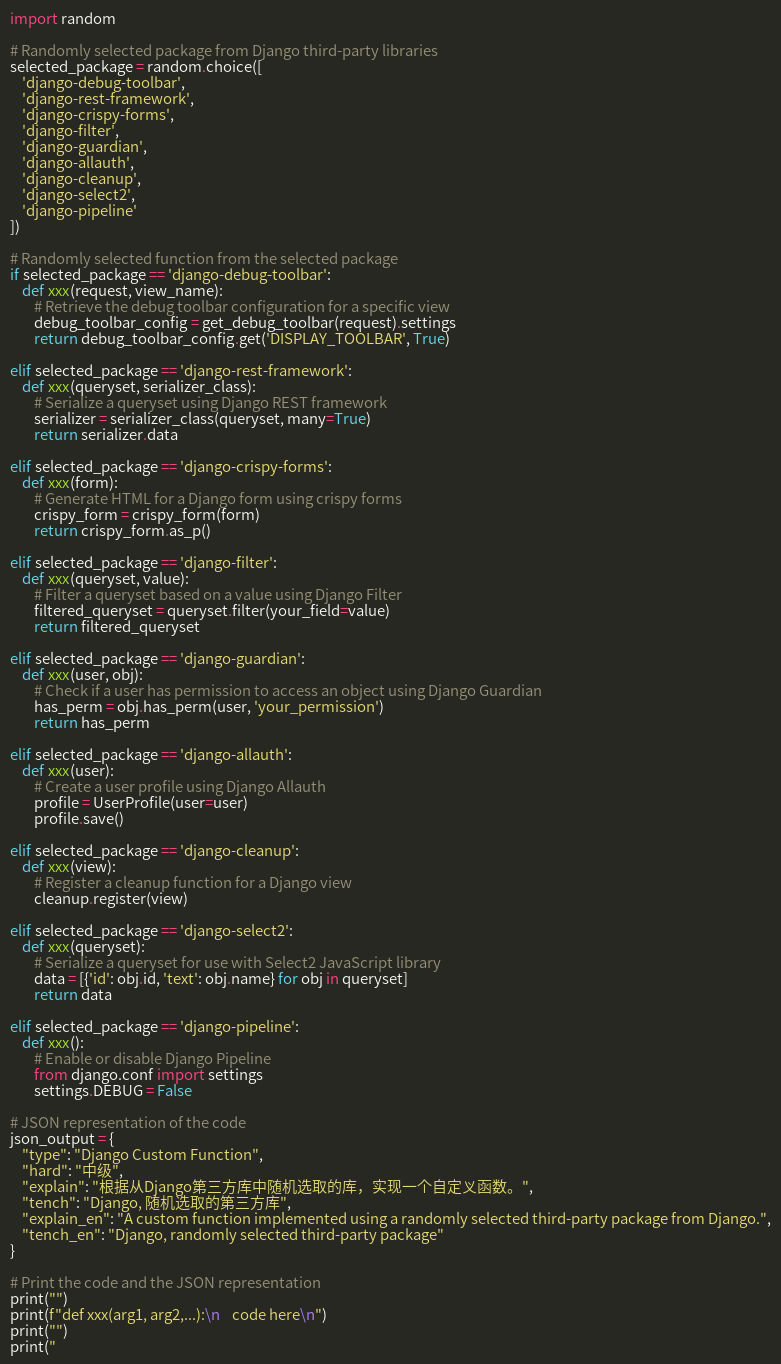 import random

# Randomly selected package from Django third-party libraries
selected_package = random.choice([
    'django-debug-toolbar',
    'django-rest-framework',
    'django-crispy-forms',
    'django-filter',
    'django-guardian',
    'django-allauth',
    'django-cleanup',
    'django-select2',
    'django-pipeline'
])

# Randomly selected function from the selected package
if selected_package == 'django-debug-toolbar':
    def xxx(request, view_name):
        # Retrieve the debug toolbar configuration for a specific view
        debug_toolbar_config = get_debug_toolbar(request).settings
        return debug_toolbar_config.get('DISPLAY_TOOLBAR', True)

elif selected_package == 'django-rest-framework':
    def xxx(queryset, serializer_class):
        # Serialize a queryset using Django REST framework
        serializer = serializer_class(queryset, many=True)
        return serializer.data

elif selected_package == 'django-crispy-forms':
    def xxx(form):
        # Generate HTML for a Django form using crispy forms
        crispy_form = crispy_form(form)
        return crispy_form.as_p()

elif selected_package == 'django-filter':
    def xxx(queryset, value):
        # Filter a queryset based on a value using Django Filter
        filtered_queryset = queryset.filter(your_field=value)
        return filtered_queryset

elif selected_package == 'django-guardian':
    def xxx(user, obj):
        # Check if a user has permission to access an object using Django Guardian
        has_perm = obj.has_perm(user, 'your_permission')
        return has_perm

elif selected_package == 'django-allauth':
    def xxx(user):
        # Create a user profile using Django Allauth
        profile = UserProfile(user=user)
        profile.save()

elif selected_package == 'django-cleanup':
    def xxx(view):
        # Register a cleanup function for a Django view
        cleanup.register(view)

elif selected_package == 'django-select2':
    def xxx(queryset):
        # Serialize a queryset for use with Select2 JavaScript library
        data = [{'id': obj.id, 'text': obj.name} for obj in queryset]
        return data

elif selected_package == 'django-pipeline':
    def xxx():
        # Enable or disable Django Pipeline
        from django.conf import settings
        settings.DEBUG = False

# JSON representation of the code
json_output = {
    "type": "Django Custom Function",
    "hard": "中级",
    "explain": "根据从Django第三方库中随机选取的库，实现一个自定义函数。",
    "tench": "Django, 随机选取的第三方库",
    "explain_en": "A custom function implemented using a randomly selected third-party package from Django.",
    "tench_en": "Django, randomly selected third-party package"
}

# Print the code and the JSON representation
print("")
print(f"def xxx(arg1, arg2,...):\n    code here\n")
print("")
print("